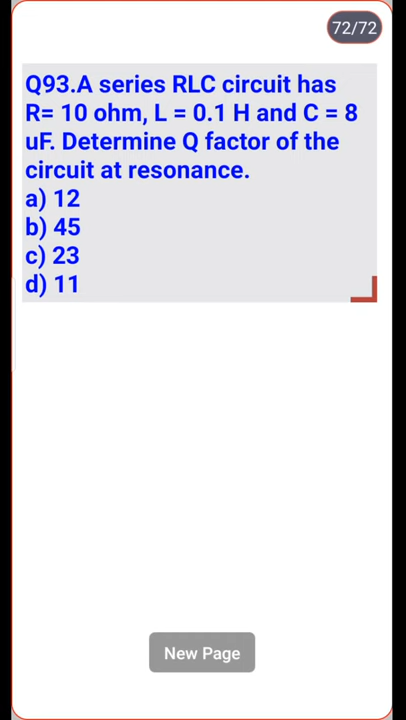 72/72
Q93.A series RLC circuit has
R= 10 ohm, L = 0.1 H and C = 8
uF. Determine Q factor of the
circuit at resonance.
a) 12
b) 45
c) 23
d) 11
New Page